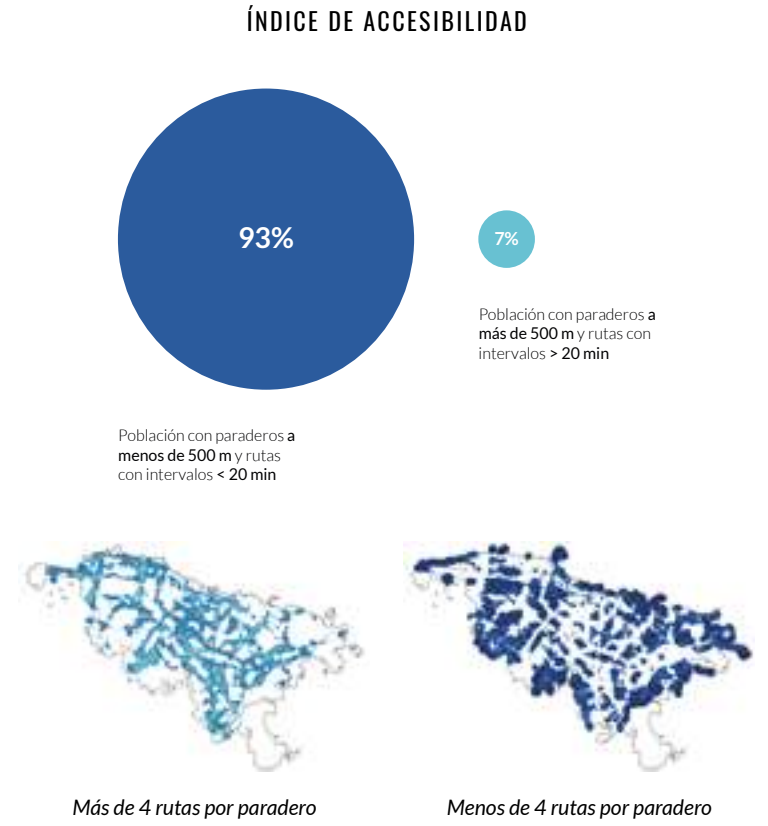 ÍNDICE DE ACCESIBILIDAD
93%
7%
Población con paraderos a
más de 500 m y rutas con
intervalos > 20 min
Población con paraderos a
menos de 500 m y rutas
con intervalos < 20 min
Más de 4 rutas por paradero
Menos de 4 rutas por paradero